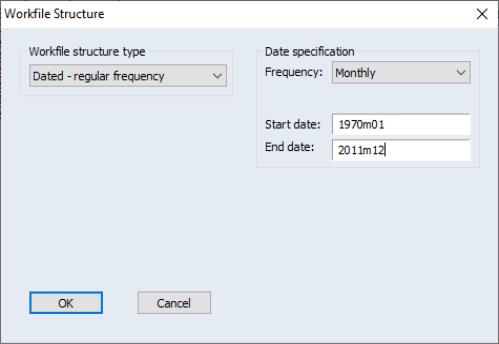 Workfile Structure
Workfile structure type
Dated - regular frequency
Date specification
Frequency: Monthly
Start date: 1970m01
End date: 2011m12
OK
Cancel